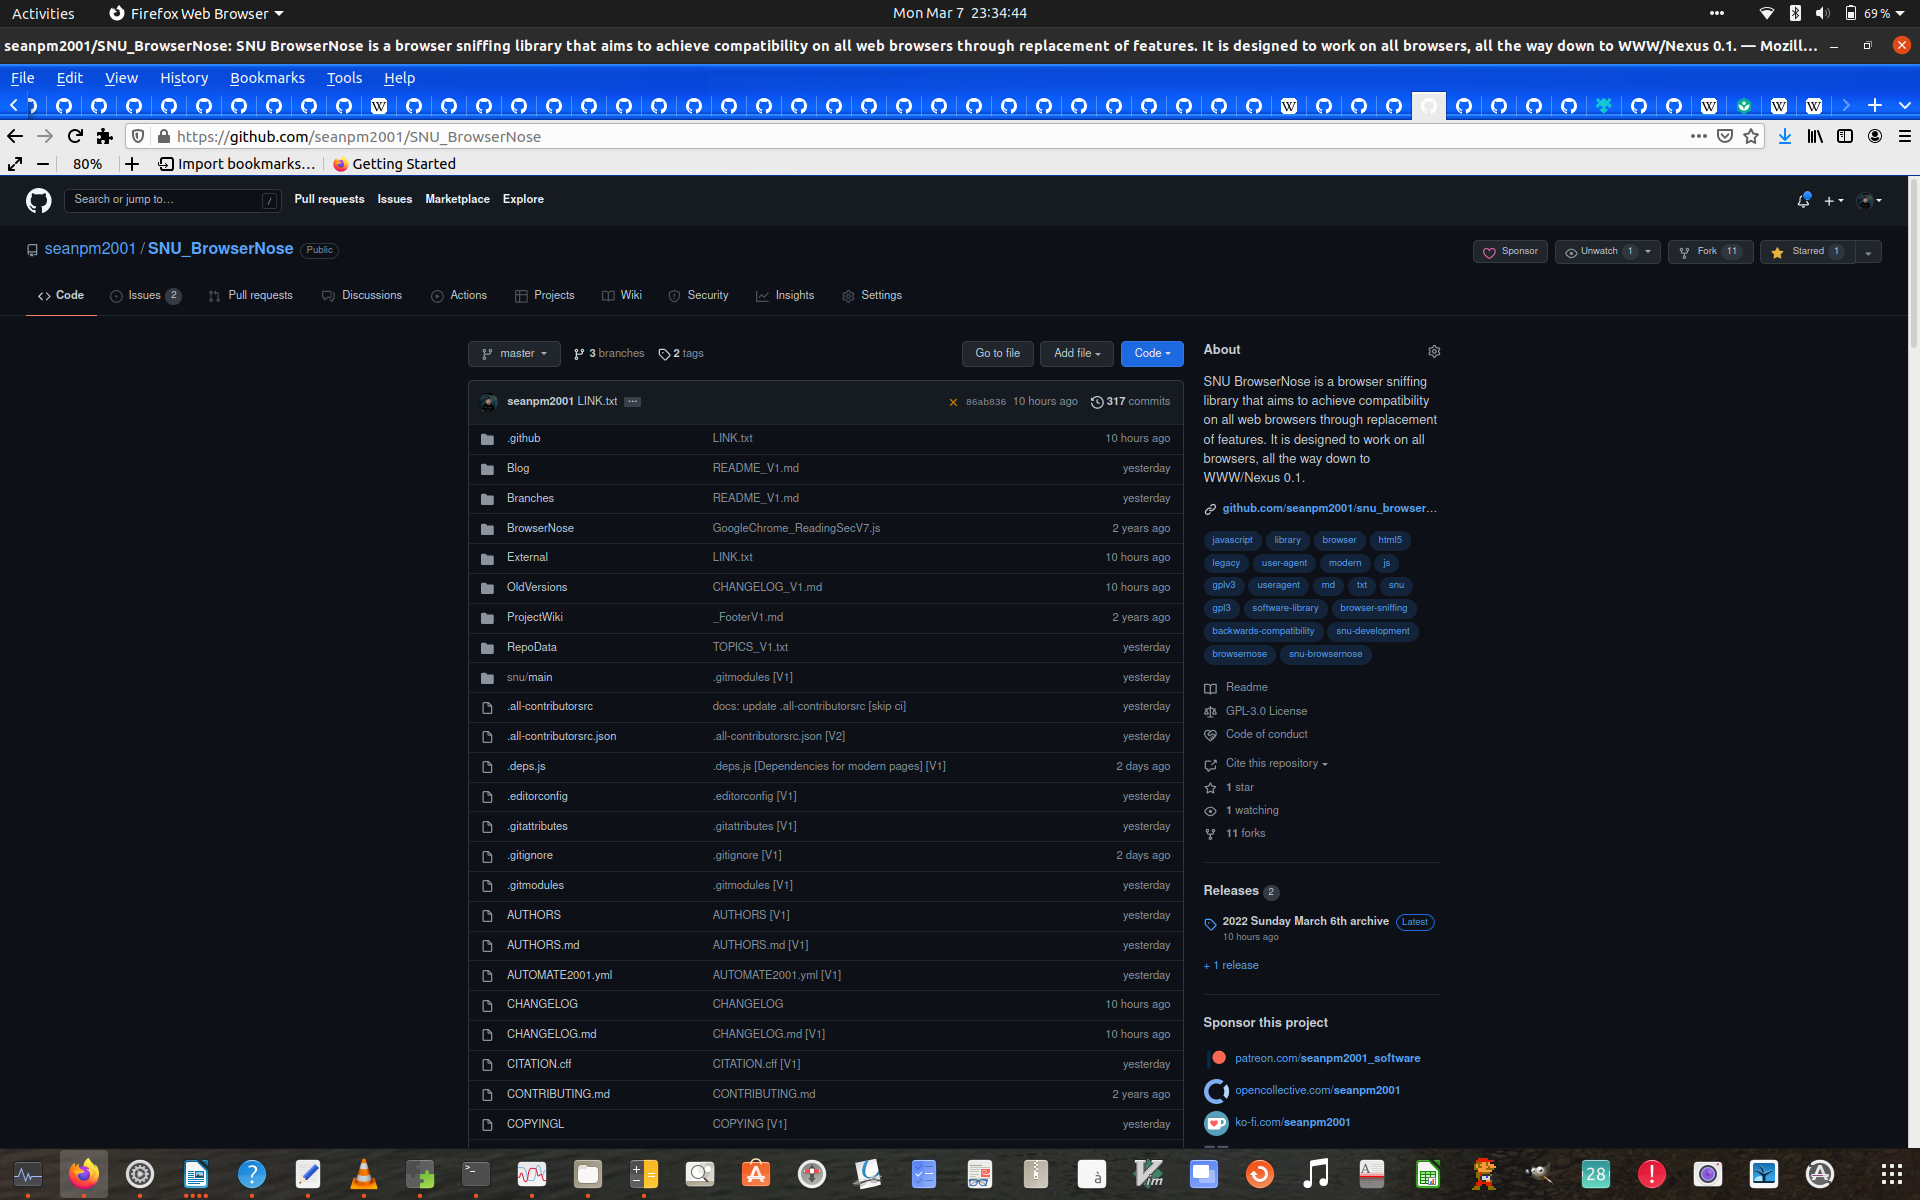 Activities
Firefox Web Browser
Mon Mar 7 23:34:44
69 %
seanpm2001/SNU_BrowserNose: SNU BrowserNose is a browser sniffing library that aims to achieve compatibility on all web browsers through replacement of features. It is designed to work on all browsers, all the way down to WWW/Nexus 0.1. — Mozill…
File Edit View History Bookmarks Tools Help
https://github.com/seanpm2001/SNU_BrowserNose
80% Import bookmarks… Getting Started
Search or jump to… / Pull requests Issues Marketplace Explore
seanpm2001 / SNU_BrowserNose Public
Sponsor Unwatch 1 Fork 11 Starred 1
Code Issues 2 Pull requests Discussions Actions Projects Wiki Security Insights Settings
master 3 branches 2 tags Go to file Add file Code
seanpm2001 LINK.txt ... 86ab836 10 hours ago 317 commits
.github LINK.txt 10 hours ago
Blog README_V1.md yesterday
Branches README_V1.md yesterday
BrowserNose GoogleChrome_ReadingSecV7.js 2 years ago
External LINK.txt 10 hours ago
OldVersions CHANGELOG_V1.md 10 hours ago
ProjectWiki _FooterV1.md 2 years ago
RepoData TOPICS_V1.txt yesterday
snu/main .gitmodules [V1] yesterday
.all-contributorsrc docs: update .all-contributorsrc [skip ci] yesterday
.all-contributorsrc.json .all-contributorsrc.json [V2] yesterday
.deps.js .deps.js [Dependencies for modern pages] [V1] 2 days ago
.editorconfig .editorconfig [V1] yesterday
.gitattributes .gitattributes [V1] yesterday
.gitignore .gitignore [V1] 2 days ago
.gitmodules .gitmodules [V1] yesterday
AUTHORS AUTHORS [V1] yesterday
AUTHORS.md AUTHORS.md [V1] yesterday
AUTOMATE2001.yml AUTOMATE2001.yml [V1] yesterday
CHANGELOG CHANGELOG 10 hours ago
CHANGELOG.md CHANGELOG.md [V1] 10 hours ago
CITATION.cff CITATION.cff [V1] yesterday
CONTRIBUTING.md CONTRIBUTING.md 2 years ago
COPYINGL COPYING [V1] yesterday
About
SNU BrowserNose is a browser sniffing
library that aims to achieve compatibility
on all web browsers through replacement
of features. It is designed to work on all
browsers, all the way down to
WWW/Nexus 0.1.
github.com/seanpm2001/snu_browser…
javascript library browser html5
legacy user-agent modern js
gplv3 useragent md txt snu
gpl3 software-library browser-sniffing
backwards-compatibility snu-development
browsernose snu-browsernose
Readme
GPL-3.0 License
Code of conduct
Cite this repository
1 star
1 watching
11 forks
Releases 2
2022 Sunday March 6th archive Latest
10 hours ago
+ 1 release
Sponsor this project
patreon.com/seanpm2001_software
opencollective.com/seanpm2001
ko-fi.com/seanpm2001
28